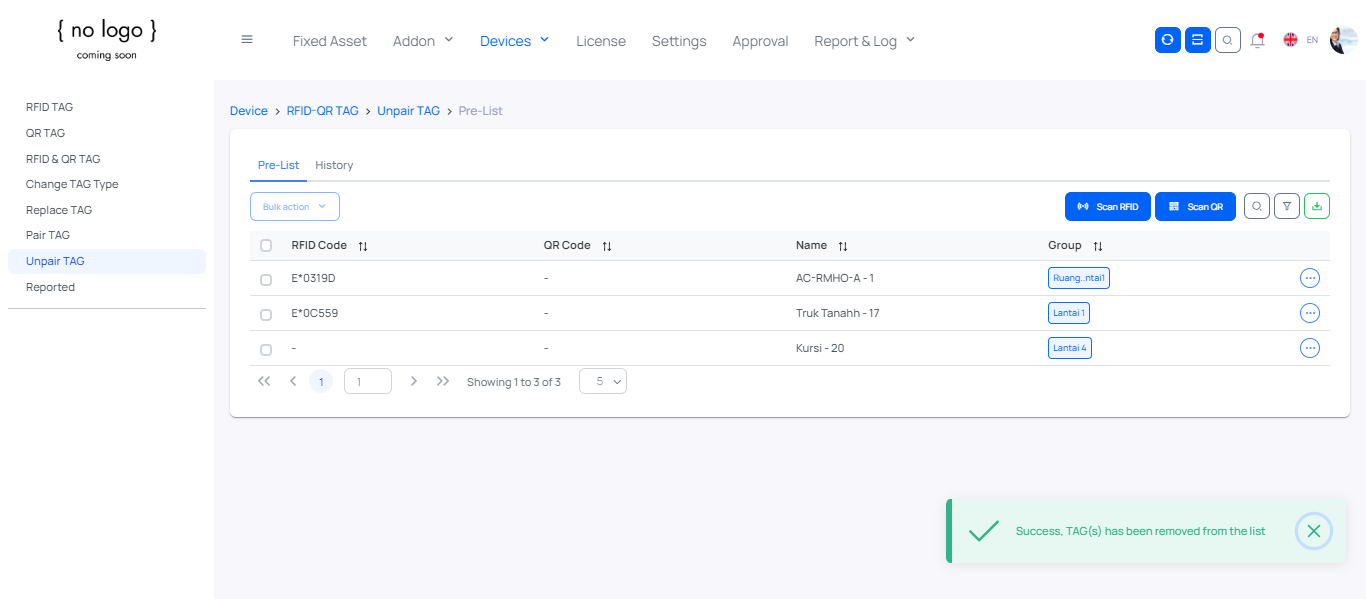 { no logo }
coming soon
Fixed Asset Addon Devices License Settings Approval Report & Log EN
RFID TAG
QR TAG
RFID & QR TAG
Change TAG Type
Replace TAG
Pair TAG
Unpair TAG
Reported
Device > RFID-QR TAG > Unpair TAG > Pre-List
Pre-List History
Bulk action Scan RFID Scan QR
RFID Code QR Code Name Group
E*0319D - AC-RMHO-A - 1 Ruang..ntai1
E*0C559 - Truk Tanahh - 17 Lantai 1
- - Kursi - 20 Lantai 4
1 1 Showing 1 to 3 of 3 5
Success, TAG(s) has been removed from the list